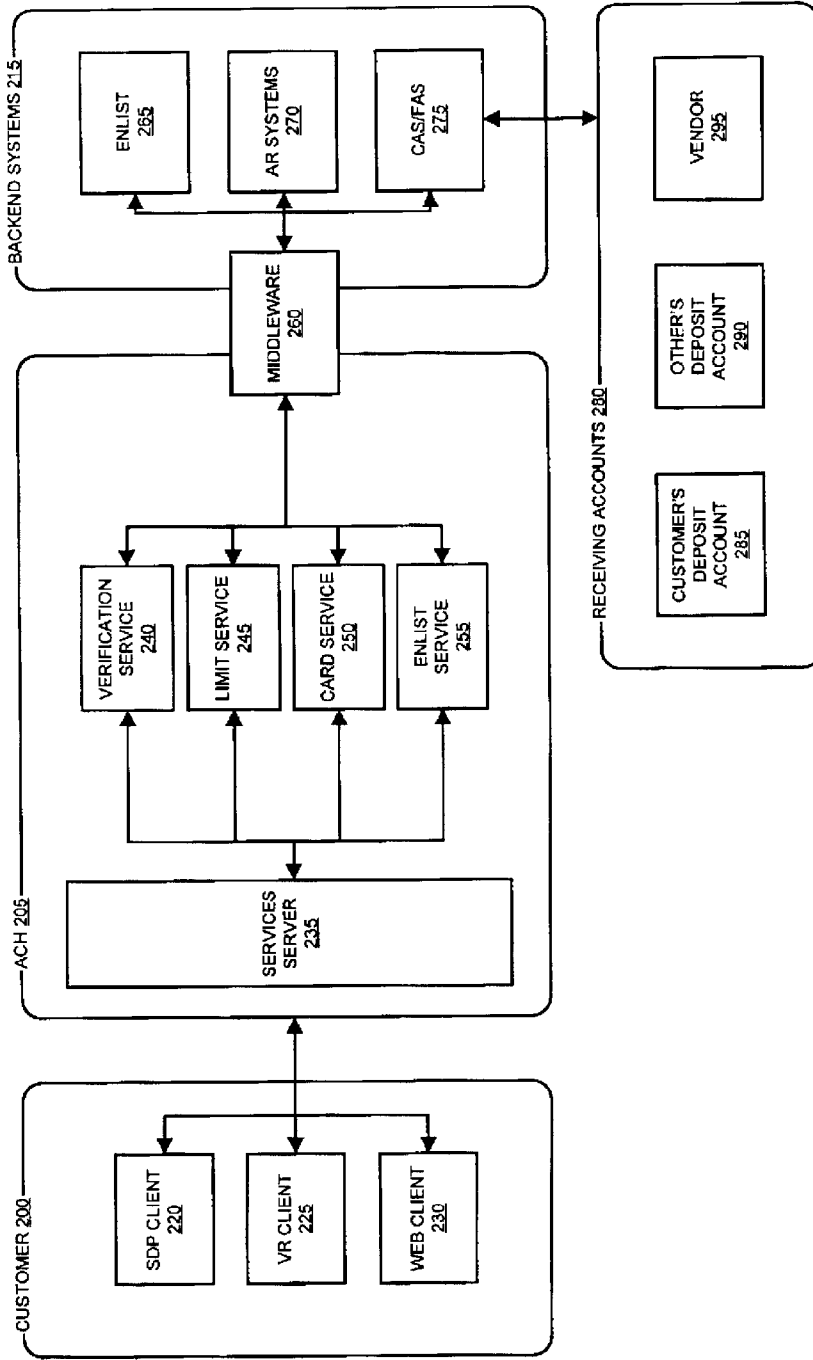 CUSTOMER 200
SDP CLIENT
220
VR CLIENT
225
WEB CLIENT
230
ACH 205
SERVICES
SERVER
235
VERIFICATION
SERVICE
240
LIMIT SERVICE
245
CARD SERVICE
250
ENLIST
SERVICE
255
MIDDLEWARE
260
BACKEND SYSTEMS 215
ENLIST
265
AR SYSTEMS
270
CAS/FAS
275
RECEIVING ACCOUNTS 280
CUSTOMER'S
DEPOSIT
ACCOUNT
285
OTHER'S
DEPOSIT
ACCOUNT
290
VENDOR
295